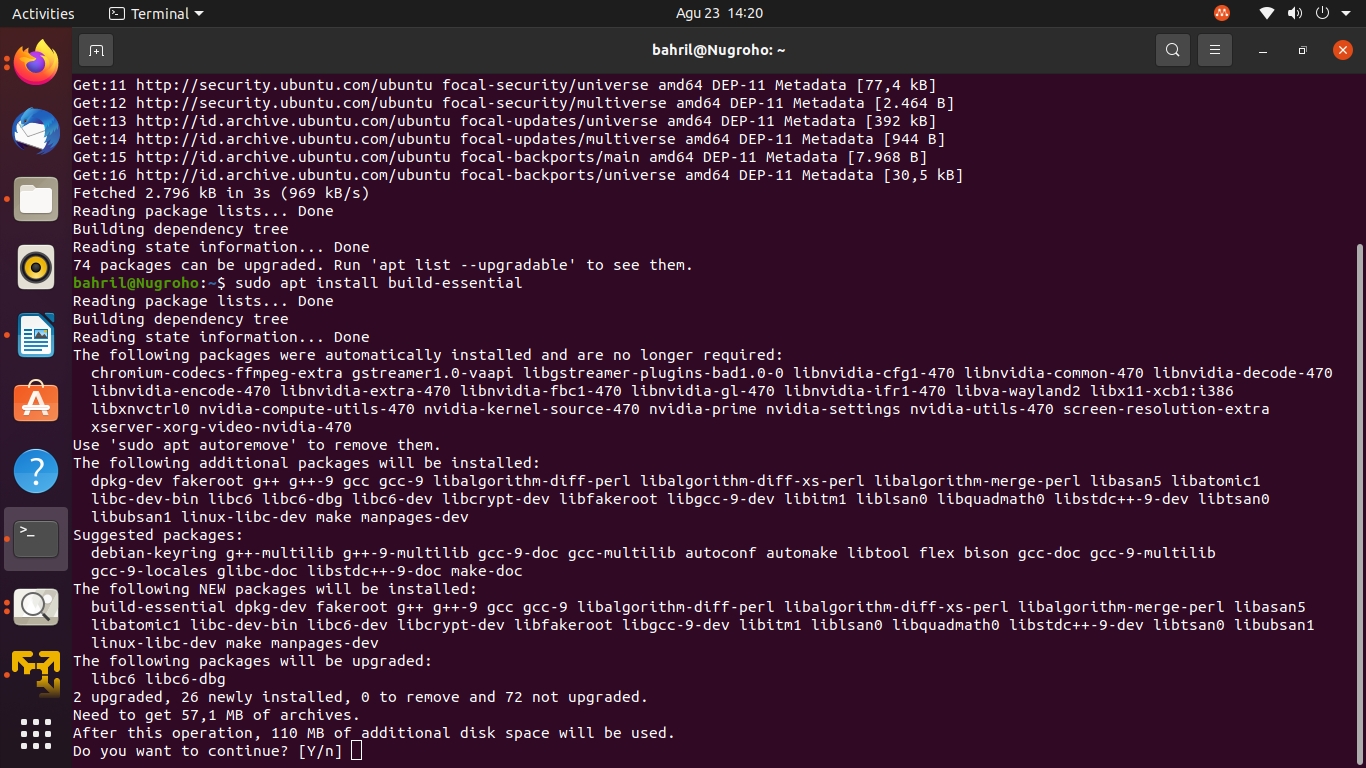 Activities
Terminal
Agu 23 14:20
bahril@Nugroho: ~
Get:11 http://security.ubuntu.com/ubuntu focal-security/universe amd64 DEP-11 Metadata [77,4 kB]
Get:12 http://security.ubuntu.com/ubuntu focal-security/multiverse amd64 DEP-11 Metadata [2.464 B]
Get:13 http://id.archive.ubuntu.com/ubuntu focal-updates/universe amd64 DEP-11 Metadata [392 kB]
Get:14 http://id.archive.ubuntu.com/ubuntu focal-updates/multiverse amd64 DEP-11 Metadata [944 B]
Get:15 http://id.archive.ubuntu.com/ubuntu focal-backports/main amd64 DEP-11 Metadata [7.968 B]
Get:16 http://id.archive.ubuntu.com/ubuntu focal-backports/universe amd64 DEP-11 Metadata [30,5 kB]
Fetched 2.796 kB in 3s (969 kB/s)
Reading package lists... Done
Building dependency tree
Reading state information... Done
74 packages can be upgraded. Run 'apt list --upgradable' to see them.
bahril@Nugroho:~$ sudo apt install build-essential
Reading package lists... Done
Building dependency tree
Reading state information... Done
The following packages were automatically installed and are no longer required:
chromium-codecs-ffmpeg-extra gstreamer1.0-vaapi libgstreamer-plugins-bad1.0-0 libnvidia-cfg1-470 libnvidia-common-470 libnvidia-decode-470
libnvidia-encode-470 libnvidia-extra-470 libnvidia-fbc1-470 libnvidia-gl-470 libnvidia-ifr1-470 libva-wayland2 libx11-xcb1:i386
libxnvctrl0 nvidia-compute-utils-470 nvidia-kernel-source-470 nvidia-prime nvidia-settings nvidia-utils-470 screen-resolution-extra
xserver-xorg-video-nvidia-470
Use 'sudo apt autoremove' to remove them.
The following additional packages will be installed:
dpkg-dev fakeroot g++ g++-9 gcc gcc-9 libalgorithm-diff-perl libalgorithm-diff-xs-perl libalgorithm-merge-perl libasan5 libatomic1
libc-dev-bin libc6 libc6-dbg libc6-dev libcrypt-dev libfakeroot libgcc-9-dev libitm1 liblsan0 libquadmath0 libstdc++-9-dev libtsan0
libubsan1 linux-libc-dev make manpages-dev
Suggested packages:
debian-keyring g++-multilib g++-9-multilib gcc-9-doc gcc-multilib autoconf automake libtool flex bison gcc-doc gcc-9-multilib
gcc-9-locales glibc-doc libstdc++-9-doc make-doc
The following NEW packages will be installed:
build-essential dpkg-dev fakeroot g++ g++-9 gcc gcc-9 libalgorithm-diff-perl libalgorithm-diff-xs-perl libalgorithm-merge-perl libasan5
libatomic1 libc-dev-bin libc6-dev libcrypt-dev libfakeroot libgcc-9-dev libitm1 liblsan0 libquadmath0 libstdc++-9-dev libtsan0 libubsan1
linux-libc-dev make manpages-dev
The following packages will be upgraded:
libc6 libc6-dbg
2 upgraded, 26 newly installed, 0 to remove and 72 not upgraded.
Need to get 57,1 MB of archives.
After this operation, 110 MB of additional disk space will be used.
Do you want to continue? [Y/n]